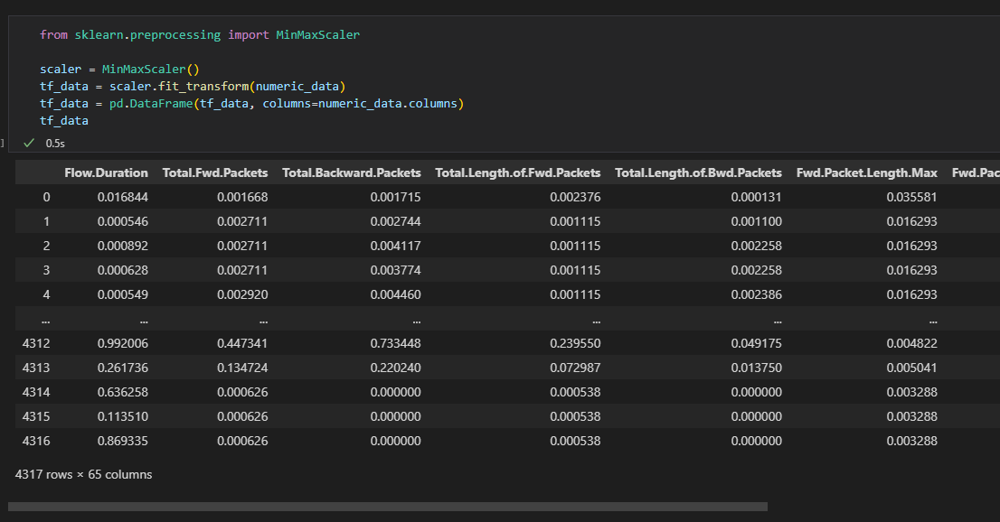 from sklearn.preprocessing import MinMaxScaler
scaler = MinMaxScaler()
tf_data = scaler.fit_transform(numeric_data)
tf_data = pd.DataFrame(tf_data, columns=numeric_data.columns)
tf_data
] ✓ 0.5s
Flow.Duration Total.Fwd.Packets Total.Backward.Packets Total.Length.of.Fwd.Packets Total.Length.of.Bwd.Packets Fwd.Packet.Length.Max Fwd.Pac
0 0.016844 0.001668 0.001715 0.002376 0.000131 0.035581
1 0.000546 0.002711 0.002744 0.001115 0.001100 0.016293
2 0.000892 0.002711 0.004117 0.001115 0.002258 0.016293
3 0.000628 0.002711 0.003774 0.001115 0.002258 0.016293
4 0.000549 0.002920 0.004460 0.001115 0.002386 0.016293
... ... ... ... ... ... ...
4312 0.992006 0.447341 0.733448 0.239550 0.049175 0.004822
4313 0.261736 0.134724 0.220240 0.072987 0.013750 0.005041
4314 0.636258 0.000626 0.000000 0.000538 0.000000 0.003288
4315 0.113510 0.000626 0.000000 0.000538 0.000000 0.003288
4316 0.869335 0.000626 0.000000 0.000538 0.000000 0.003288
4317 rows × 65 columns